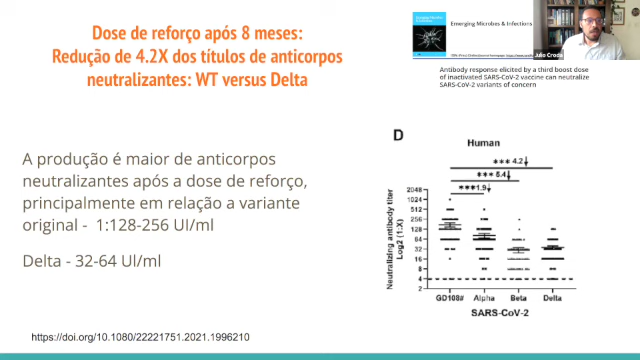 Dose de reforço após 8 meses:
Redução de 4.2X dos títulos de anticorpos
neutralizantes: WT versus Delta
Emerging Microbes & Infections
Julio Croda
Antibody response elicited by a third boost dose
of inactivated SARS-CoV-2 vaccine can neutralize
SARS-CoV-2 variants of concern
A produção é maior de anticorpos
neutralizantes após a dose de reforço,
principalmente em relação a variante
original - 1:128-256 UI/ml
Delta - 32-64 UI/ml
D
Human
*** 4.2↓
*** 5.4↓
***1.9↓
Neutralizing antibody titer
Log2 (1:X)
2048
1024
512
256
128
64
32
16
8
4
2
GD108# Alpha Beta Delta
SARS-CoV-2
https://doi.org/10.1080/22221751.2021.1996210